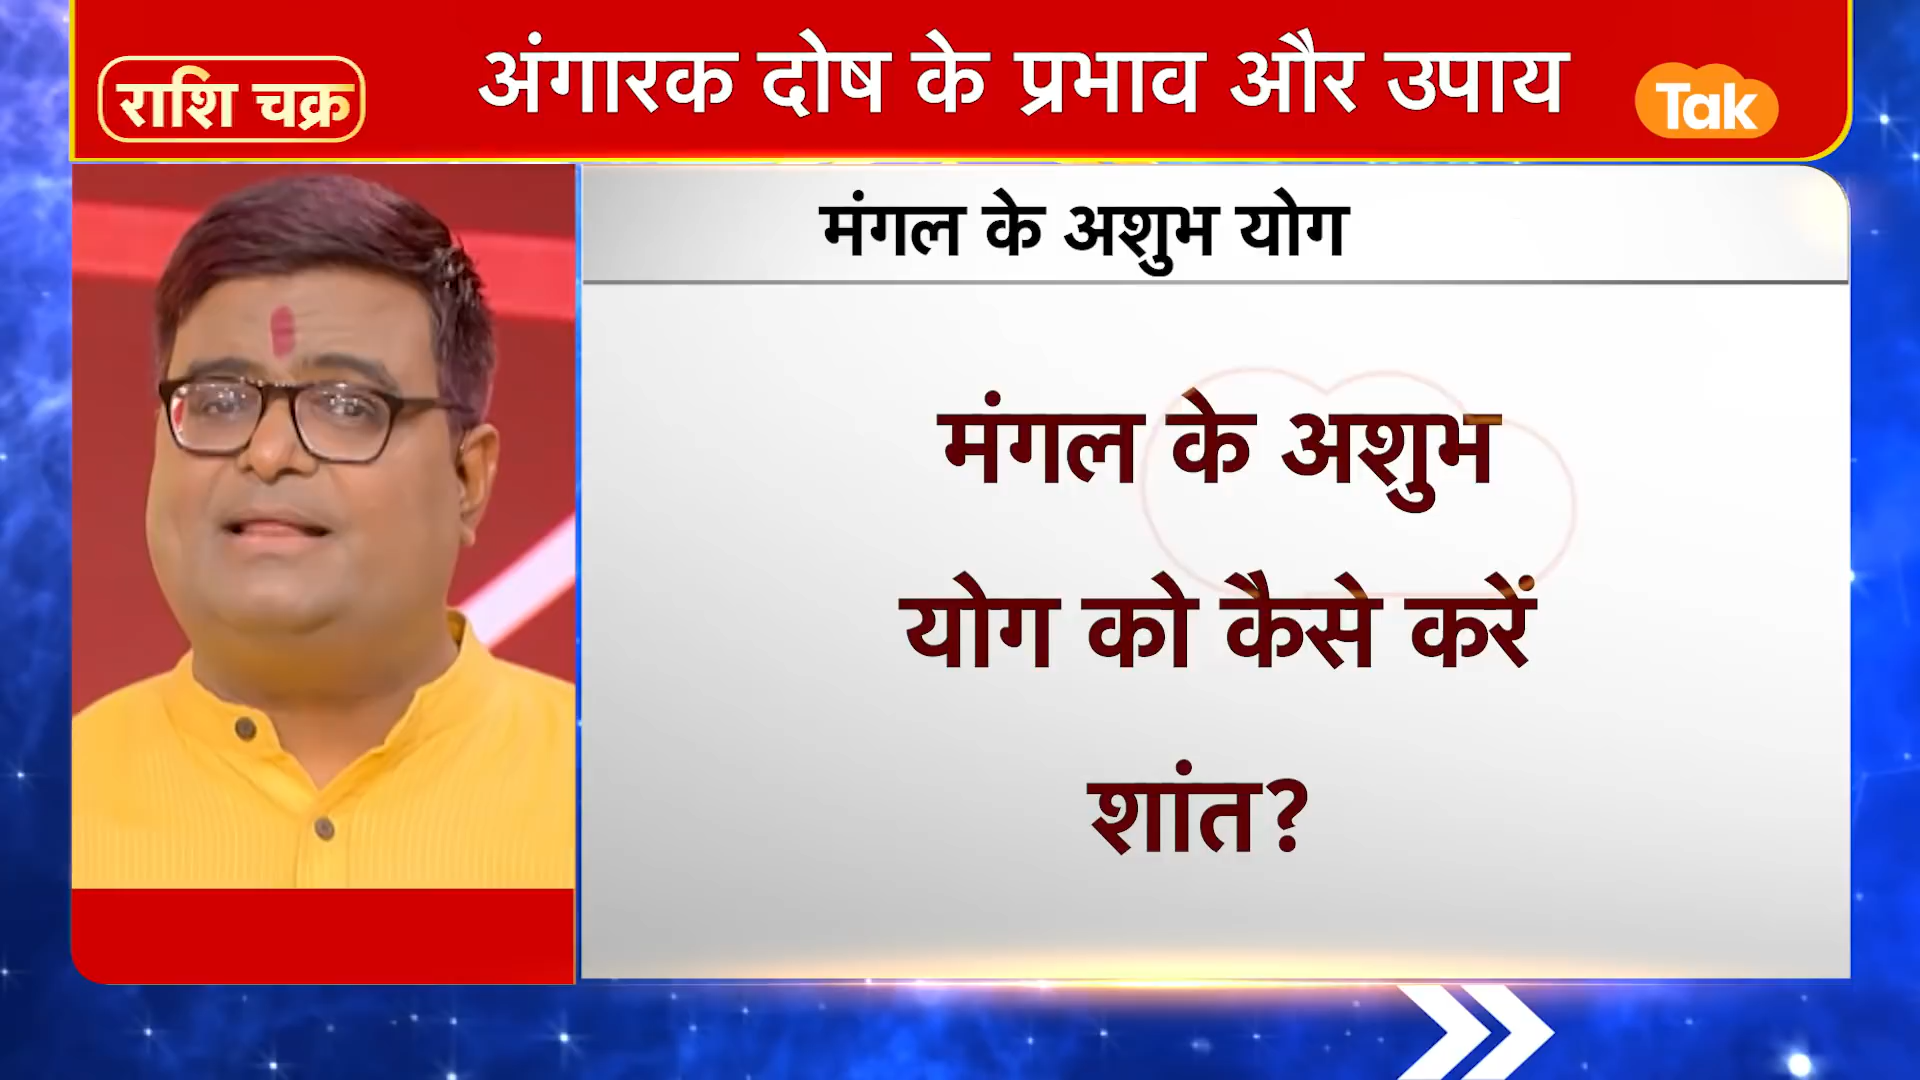 राशि चक्र
अंगारक दोष के प्रभाव और उपाय
Tak
मंगल के अशुभ योग
मंगल के अशुभ
योग को कैसे करें
शांत?